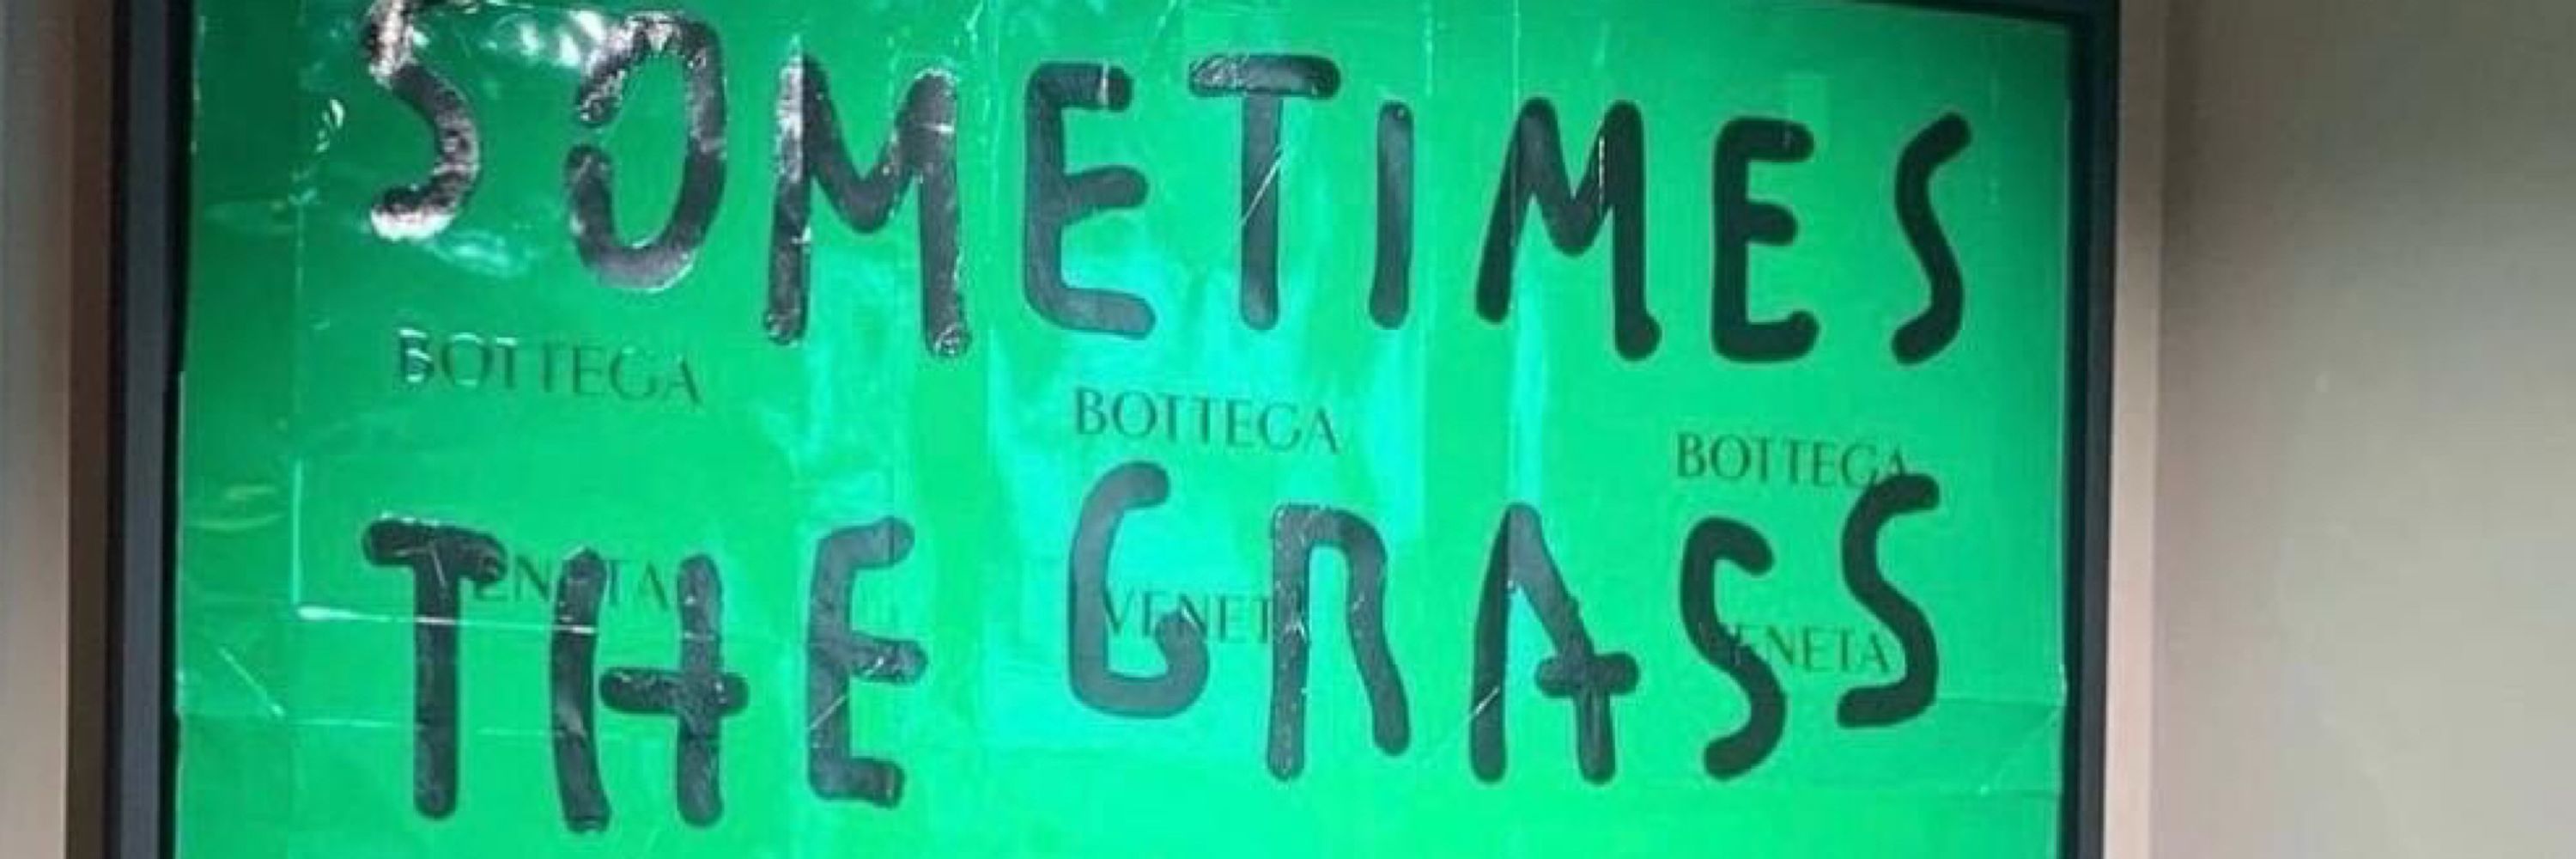 SOMETIMES
BOTTEGA BOTTEGA BOTTEGA
VENETA VENETA VENETA
THE GRASS